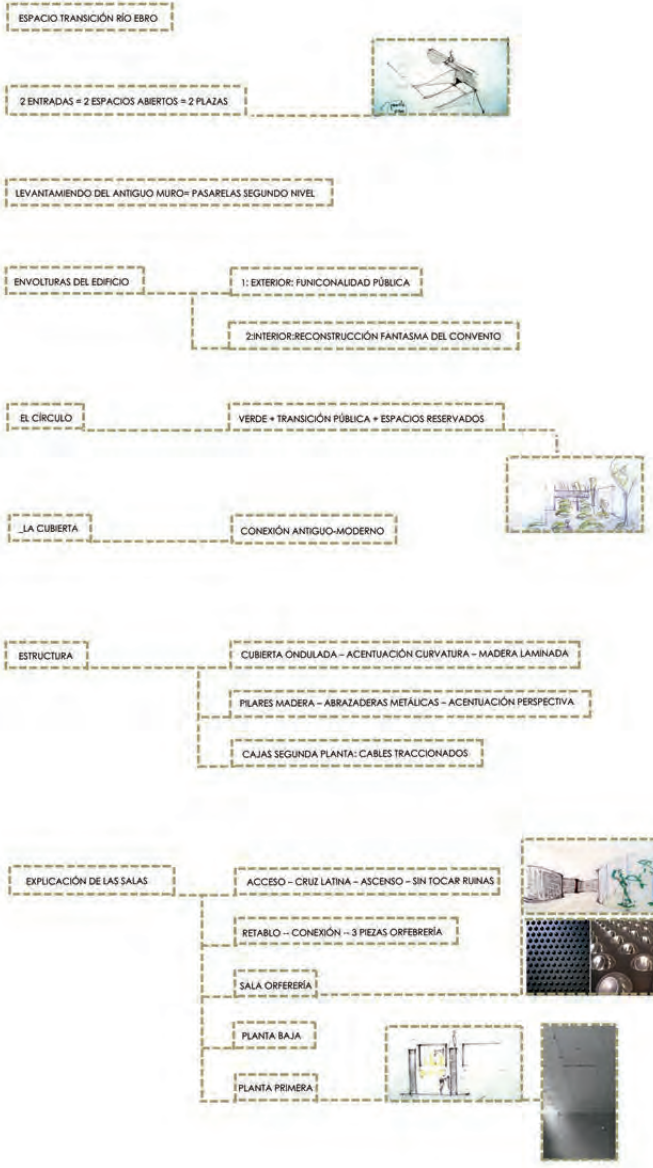 ESPACIO TRANSICIÓN RÍO EBRO
2 ENTRADAS = 2 ESPACIOS ABIERTOS = 2 PLAZAS
LEVANTAMIENTO DEL ANTIGUO MURO= PASARELAS SEGUNDO NIVEL
ENVOLTURAS DEL EDIFICIO
1: EXTERIOR: FUNICONALIDAD PÚBLICA
2:INTERIOR:RECONSTRUCCIÓN FANTASMA DEL CONVENTO
EL CÍRCULO
VERDE + TRANSICIÓN PÚBLICA + ESPACIOS RESERVADOS
_LA CUBIERTA
CONEXIÓN ANTIGUO-MODERNO
ESTRUCTURA
CUBIERTA ONDULADA – ACENTUACIÓN CURVATURA – MADERA LAMINADA
PILARES MADERA – ABRAZADERAS METÁLICAS – ACENTUACIÓN PERSPECTIVA
CAJAS SEGUNDA PLANTA: CABLES TRACCIONADOS
EXPLICACIÓN DE LAS SALAS
ACCESO – CRUZ LATINA – ASCENSO – SIN TOCAR RUINAS
RETABLO -- CONEXIÓN -- 3 PIEZAS ORFEBRERÍA
SALA ORFERERÍA
PLANTA BAJA
PLANTA PRIMERA